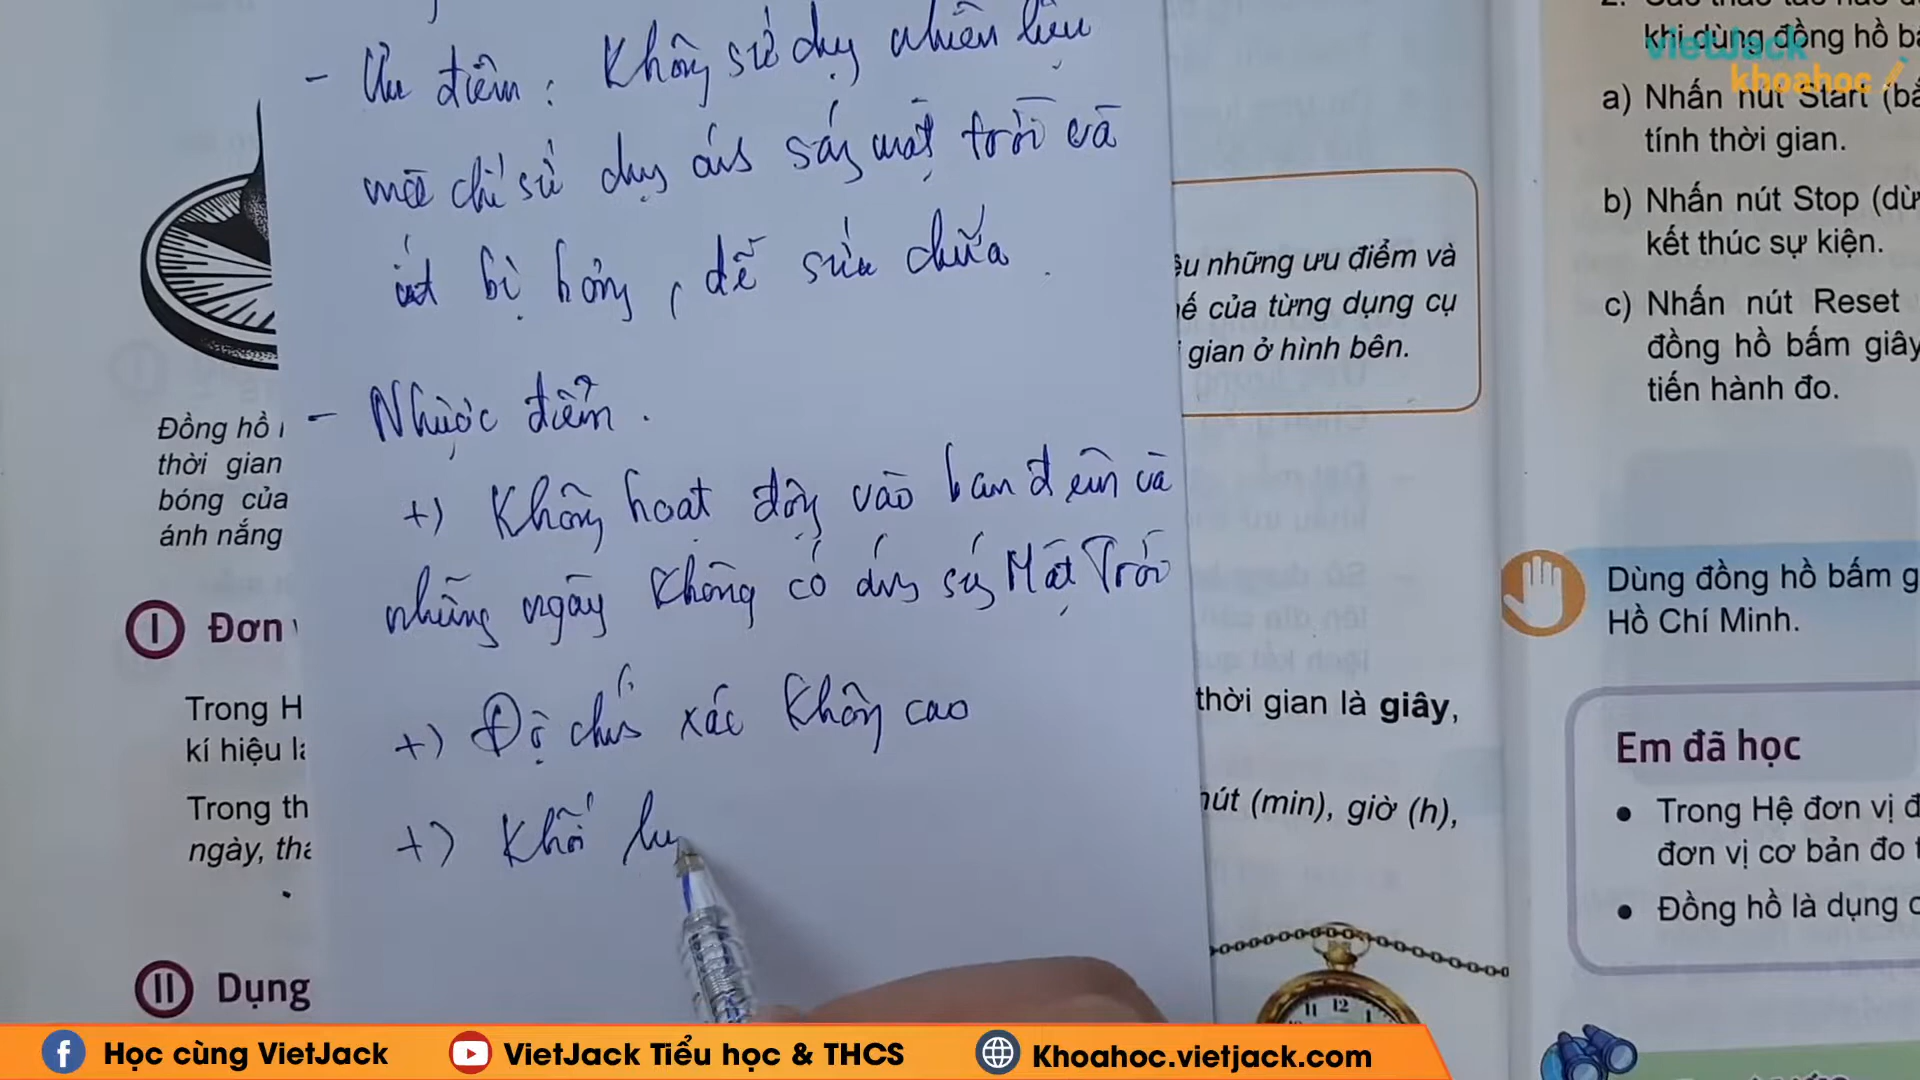 - Ưu điểm : Không sử dụng nhiên liệu
mà chỉ sử dụng ánh sáng mặt trời và
ít bị hỏng, dễ sửa chữa.
- Nhược điểm.
+) Không hoạt động vào ban đêm và
những ngày không có ánh sáng Mặt Trời
+) Độ chính xác không cao
+) Khối
Đồng hồ
thời gian
bóng của
ánh nắng
I Đơn
Trong H
kí hiệu
Trong th
ngày,
II Dụng
những ưu điểm và
của từng dụng cụ
gian ở hình bên.
thời gian là giây,
(min), giờ (h),
11 12 1
vietJack
khoahoc
khi dùng đồng hồ
a) Nhấn nút Start
tính thời gian.
b) Nhấn nút Stop
kết thúc sự kiện.
c) Nhấn nút Reset
đồng hồ bấm giây
tiến hành đo.
Dùng đồng hồ bấm g
Hồ Chí Minh.
Em đã học
• Trong Hệ đơn vị
đơn vị cơ bản đo
• Đồng hồ là dụng
Học cùng VietJack
VietJack Tiểu học & THCS
Khoahoc.vietjack.com